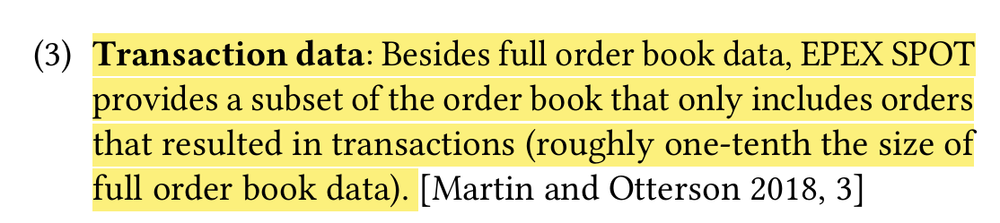 (3) Transaction data: Besides full order book data, EPEX SPOT
provides a subset of the order book that only includes orders
that resulted in transactions (roughly one-tenth the size of
full order book data). [Martin and Otterson 2018, 3]